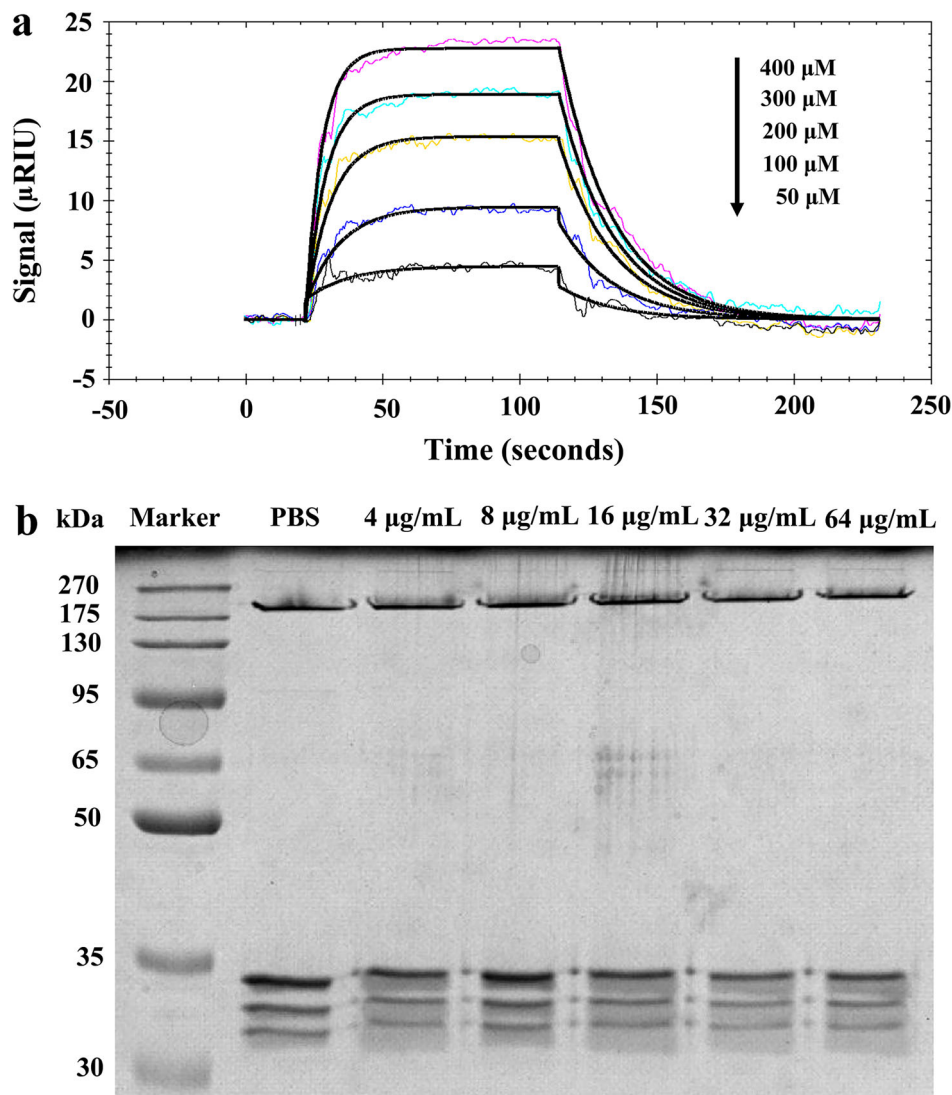 a
25
20
15
10
5
0
-5
Signal (µRIU)
400 µM
300 µM
200 µM
100 µM
50 µM
-50 0 50 100 150 200 250
Time (seconds)
b
kDa Marker PBS 4 µg/mL 8 µg/mL 16 µg/mL 32 µg/mL 64 µg/mL
270
175
130
95
65
50
35
30